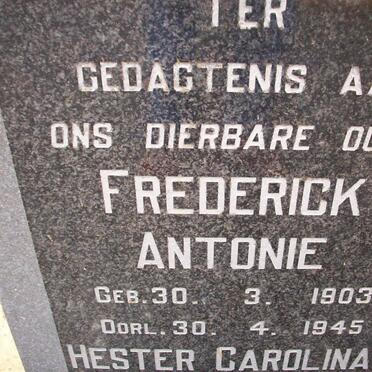 TER
GEDAGTENIS
ONS DIERBARE
FREDERICK
ANTONIE
GEB. 30. 3. 1903
OORL. 30. 4. 1945
HESTER CAROLINA